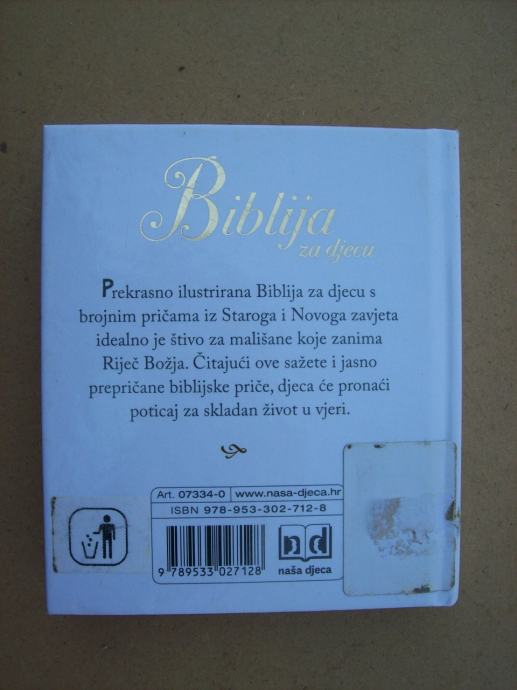 Biblija
za djecu
Prekrasno ilustrirana Biblija za djecu s
brojnim pričama iz Staroga i Novoga zavjeta
idealno je štivo za mališane koje zanima
Riječ Božja. Čitajući ove sažete i jasno
prepričane biblijske priče, djeca će pronaći
poticaj za skladan život u vjeri.
Art. 07334-0 www.nasa-djeca.hr
ISBN 978-953-302-712-8
9 789533 027128
naša djeca